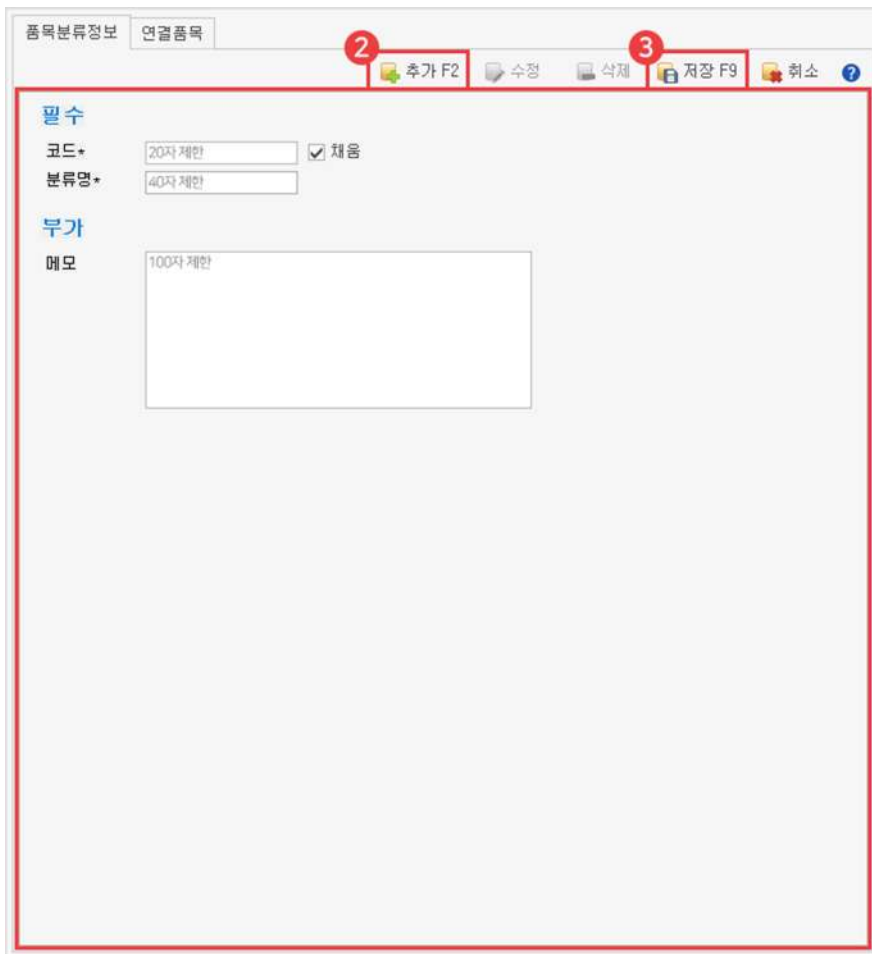 품목분류정보 연결품목
2 3
추가 F2 수정 삭제 저장 F9 취소 ?
필수
코드* 20자 제한 채움
분류명* 40자 제한
부가
메모 100자 제한